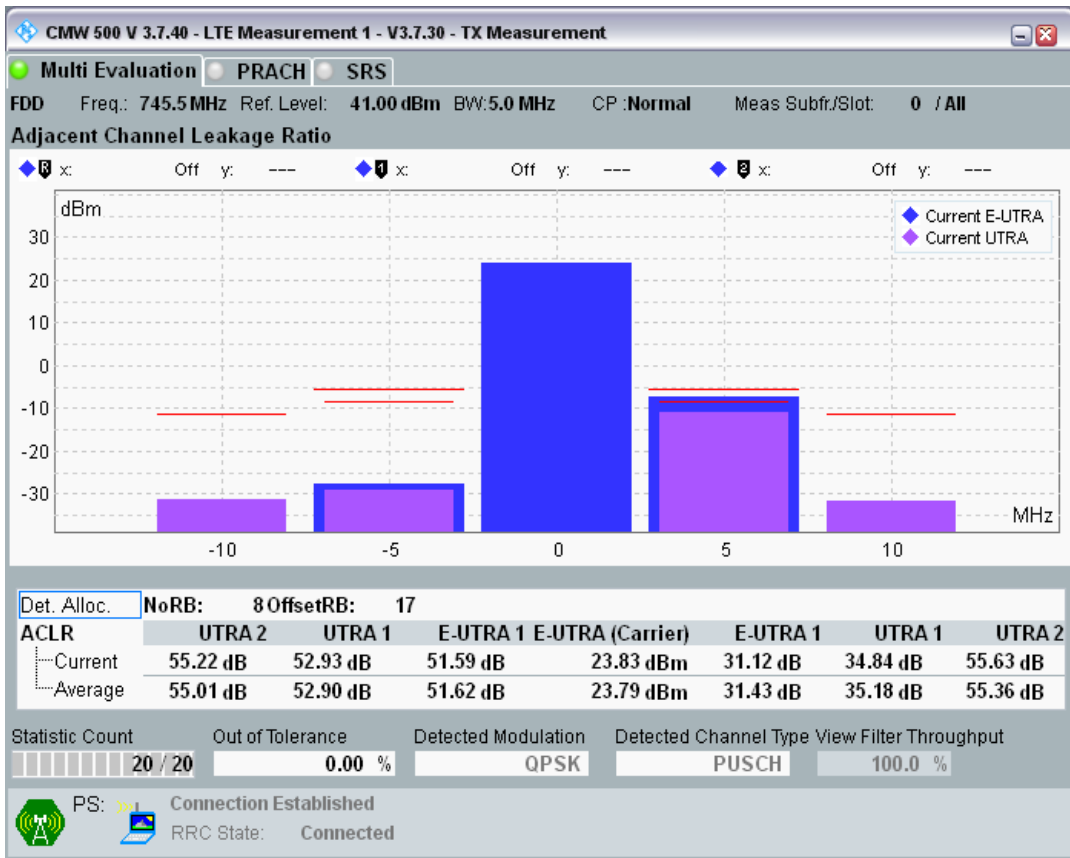 CMW 500 V 3.7.40 - LTE Measurement 1 - V3.7.30 - TX Measurement
Multi Evaluation PRACH SRS
FDD Freq.: 745.5 MHz Ref. Level: 41.00 dBm BW: 5.0 MHz CP : Normal Meas Subfr./Slot: 0 / All
Adjacent Channel Leakage Ratio
R x: Off y: --- 1 x: Off y: --- 2 x: Off y: ---
dBm
Current E-UTRA
Current UTRA
30
20
10
0
-10
-20
-30
MHz
-10 -5 0 5 10
Det. Alloc. NoRB: 8 OffsetRB: 17
ACLR UTRA 2 UTRA 1 E-UTRA 1 E-UTRA (Carrier) E-UTRA 1 UTRA 1 UTRA 2
Current 55.22 dB 52.93 dB 51.59 dB 23.83 dBm 31.12 dB 34.84 dB 55.63 dB
Average 55.01 dB 52.90 dB 51.62 dB 23.79 dBm 31.43 dB 35.18 dB 55.36 dB
Statistic Count Out of Tolerance Detected Modulation Detected Channel Type View Filter Throughput
20 / 20 0.00 % QPSK PUSCH 100.0 %
PS: Connection Established
RRC State: Connected